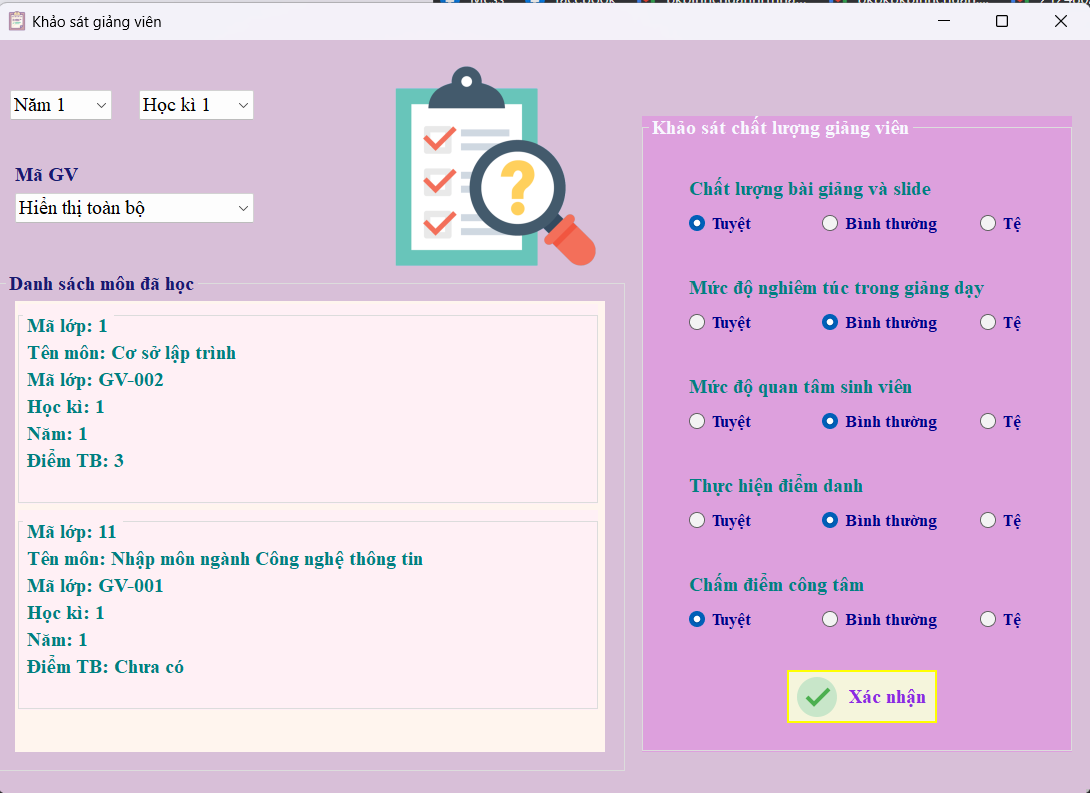 Khảo sát giảng viên
Năm 1
Học kì 1
Mã GV
Hiển thị toàn bộ
Danh sách môn đã học
Mã lớp: 1
Tên môn: Cơ sở lập trình
Mã lớp: GV-002
Học kì: 1
Năm: 1
Điểm TB: 3
Mã lớp: 11
Tên môn: Nhập môn ngành Công nghệ thông tin
Mã lớp: GV-001
Học kì: 1
Năm: 1
Điểm TB: Chưa có
?
Khảo sát chất lượng giảng viên
Chất lượng bài giảng và slide
Tuyệt Bình thường Tệ
Mức độ nghiêm túc trong giảng dạy
Tuyệt Bình thường Tệ
Mức độ quan tâm sinh viên
Tuyệt Bình thường Tệ
Thực hiện điểm danh
Tuyệt Bình thường Tệ
Chấm điểm công tâm
Tuyệt Bình thường Tệ
Xác nhận